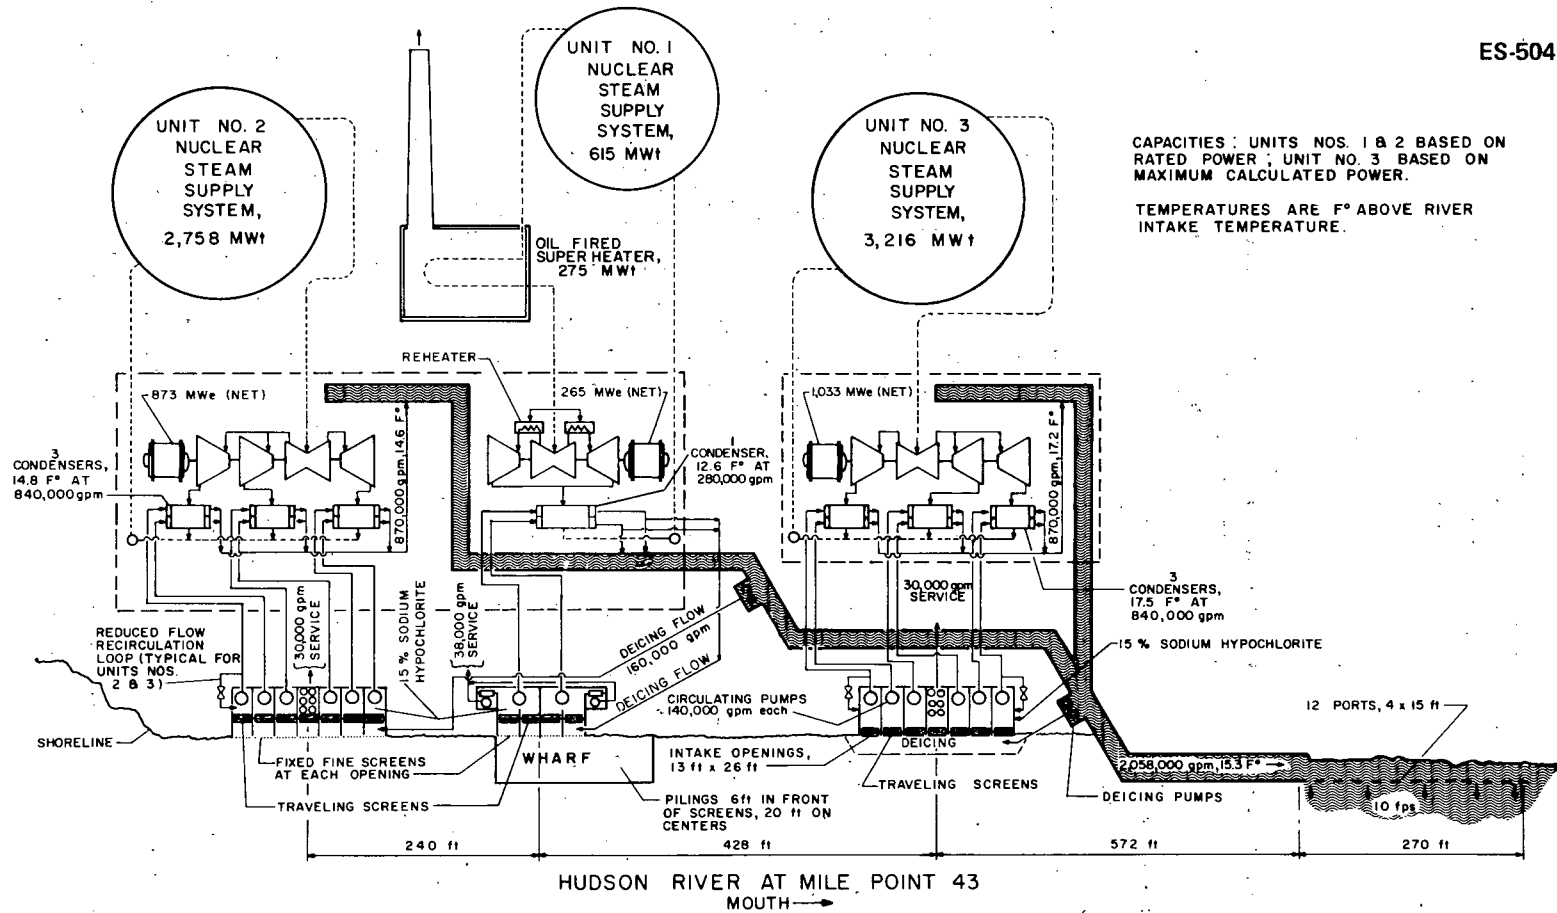 ES-504
UNIT NO. 1
NUCLEAR
STEAM
SUPPLY
SYSTEM,
615 MWt
UNIT NO. 2
NUCLEAR
STEAM
SUPPLY
SYSTEM,
2,758 MWt
UNIT NO. 3
NUCLEAR
STEAM
SUPPLY
SYSTEM,
3,216 MWt
CAPACITIES : UNITS NOS. 1 & 2 BASED ON
RATED POWER ; UNIT NO. 3 BASED ON
MAXIMUM CALCULATED POWER.
TEMPERATURES ARE F° ABOVE RIVER
INTAKE TEMPERATURE.
OIL FIRED
SUPER HEATER,
275 MWt
REHEATER
873 MWe (NET)
265 MWe (NET)
1,033 MWe (NET)
3
CONDENSERS,
14.8 F° AT
840,000 gpm
870,000 gpm, 14.6 F°
1
CONDENSER,
12.6 F° AT
280,000 gpm
870,000 gpm, 17.2 F°
3
CONDENSERS,
17.5 F° AT
840,000 gpm
30,000 gpm
SERVICE
REDUCED FLOW
RECIRCULATION
LOOP (TYPICAL FOR
UNITS NOS.
2 & 3)
30,000 gpm
SERVICE
15 % SODIUM
HYPOCHLORITE
38,000 gpm
SERVICE
DEICING FLOW
160,000 gpm
DEICING FLOW
15 % SODIUM HYPOCHLORITE
CIRCULATING PUMPS
140,000 gpm each
12 PORTS, 4 x 15 ft
SHORELINE
FIXED FINE SCREENS
AT EACH OPENING
WHARF
INTAKE OPENINGS,
13 ft x 26 ft
DEICING
2,058,000 gpm, 15.3 F°
TRAVELING SCREENS
PILINGS 6ft IN FRONT
OF SCREENS, 20 ft ON
CENTERS
TRAVELING SCREENS
DEICING PUMPS
10 fps
240 ft
428 ft
572 ft
270 ft
HUDSON RIVER AT MILE POINT 43
MOUTH